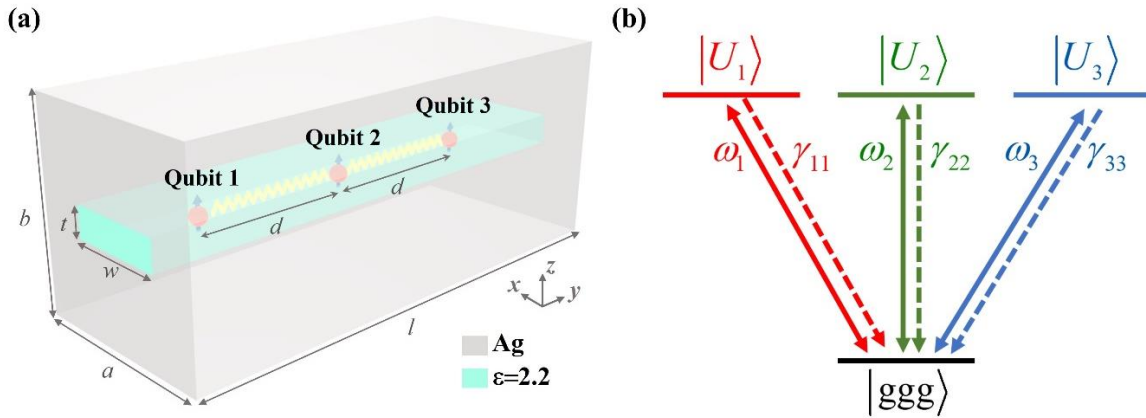 (a)
Qubit 1
Qubit 2
Qubit 3
d
d
b
t
w
a
l
z
x
y
Ag
ε=2.2
(b)
|U₁⟩
|U₂⟩
|U₃⟩
ω₁
γ₁₁
ω₂
γ₂₂
ω₃
γ₃₃
|ggg⟩